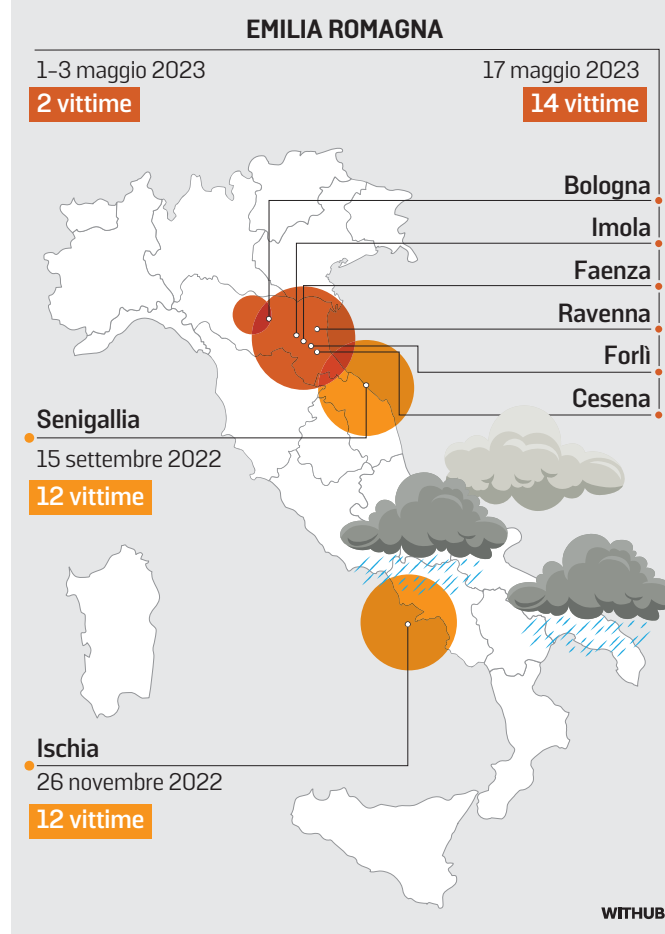 EMILIA ROMAGNA
1-3 maggio 2023
2 vittime
17 maggio 2023
14 vittime
Bologna
Imola
Faenza
Ravenna
Forlì
Cesena
Senigallia
15 settembre 2022
12 vittime
Ischia
26 novembre 2022
12 vittime
WITHUB